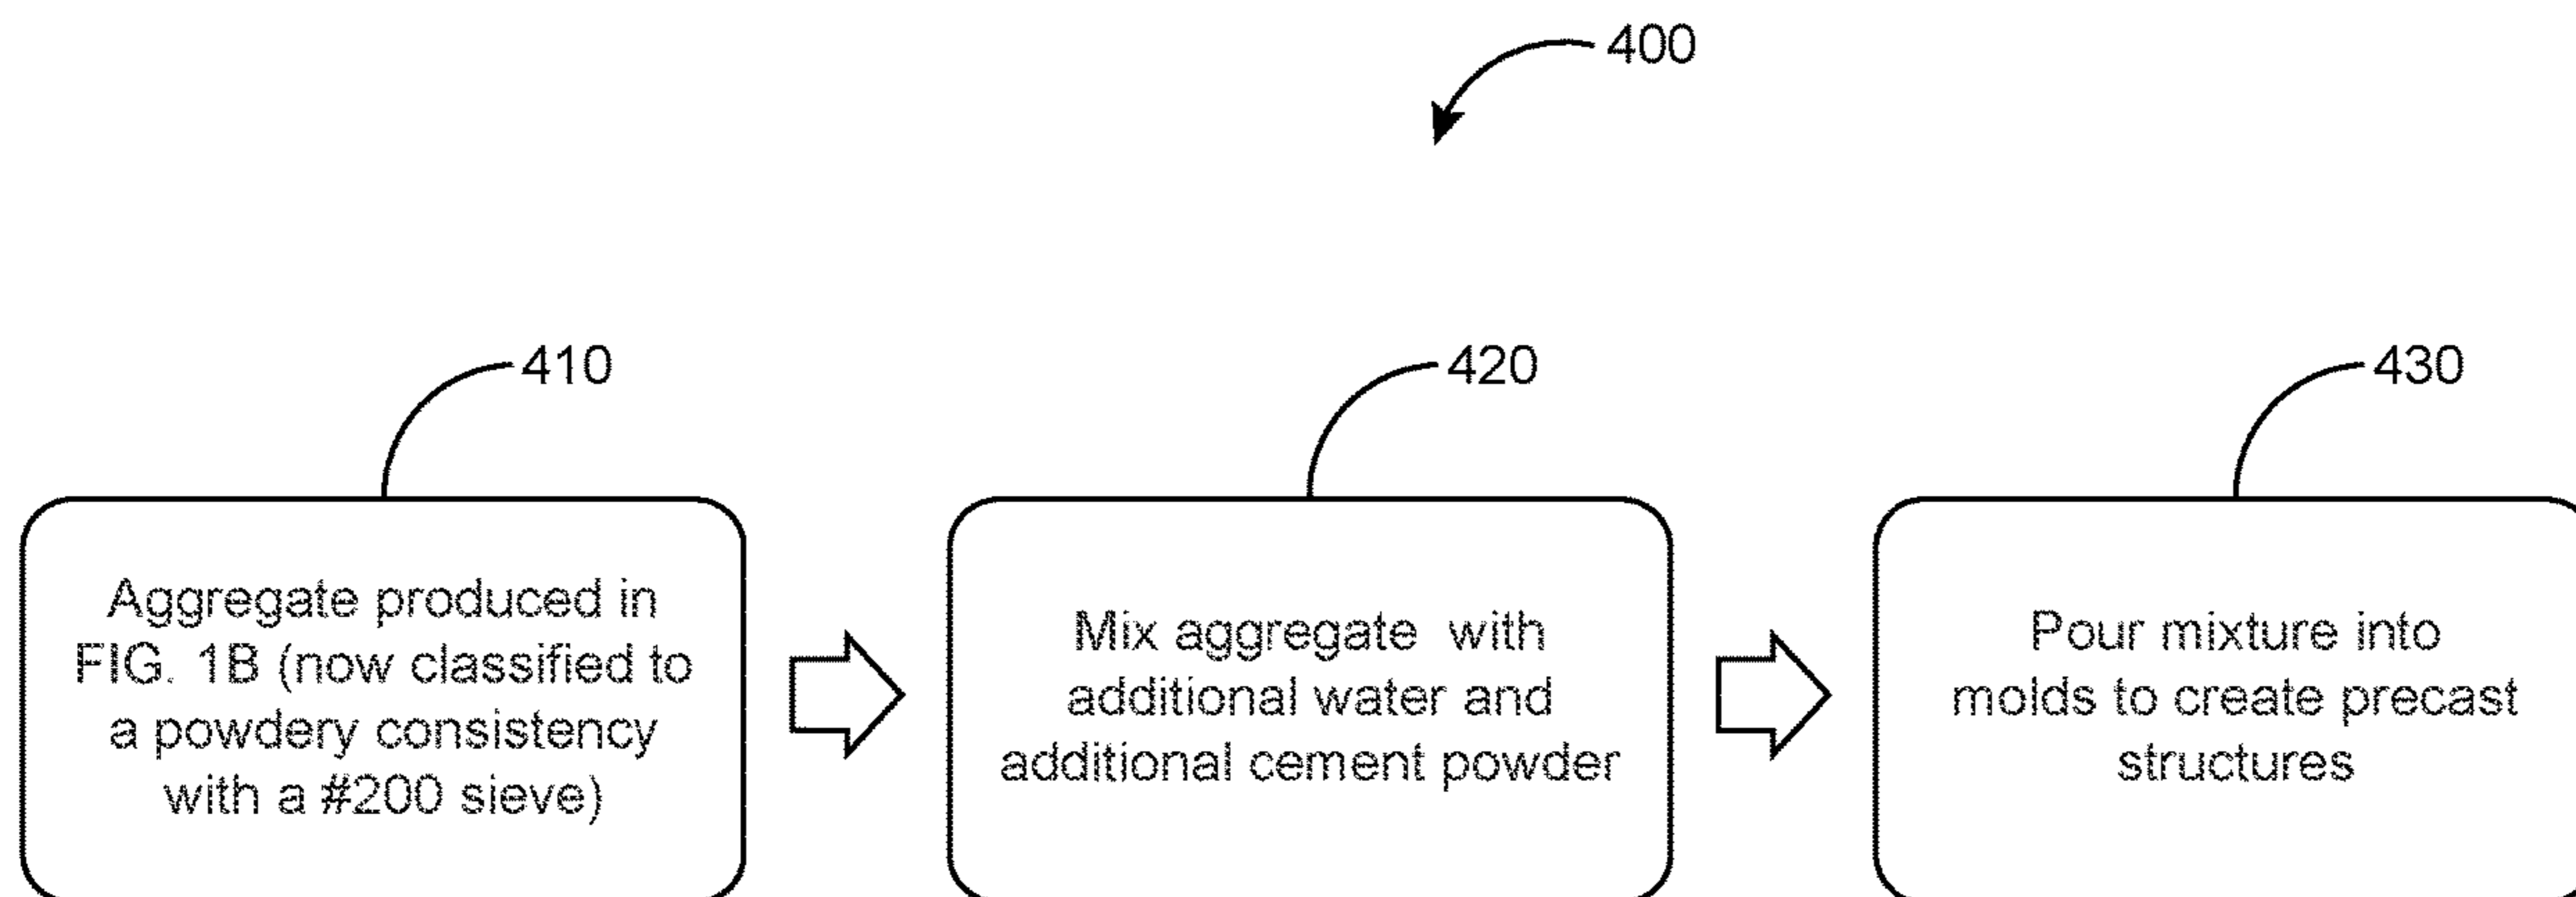 400
410
420
430
Aggregate produced in
FIG. 1B (now classified to
a powdery consistency
with a #200 sieve)
Mix aggregate with
additional water and
additional cement powder
Pour mixture into
molds to create precast
structures